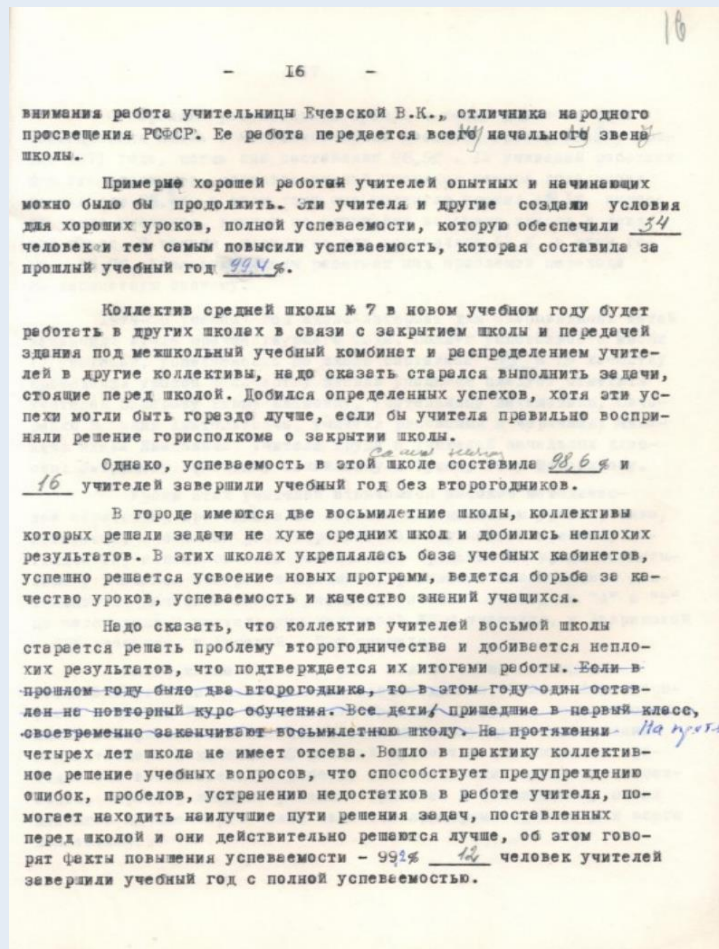 16
- 16 -
внимания работа учительницы Ечевской В.К., отличника народного
просвещения РСФСР. Ее работа передается всему начальному звену
школы.
Примеры хорошей работы учителей опытных и начинающих
можно было бы продолжить. Эти учителя и другие создали условия
для хороших уроков, полной успеваемости, которую обеспечили 34
человек и тем самым повысили успеваемость, которая составила за
прошлый учебный год 99,4 %.
Коллектив средней школы № 7 в новом учебном году будет
работать в других школах в связи с закрытием школы и передачей
здания под межшкольный учебный комбинат и распределением учите-
лей в другие коллективы, надо сказать старался выполнить задачи,
стоящие перед школой. Добился определенных успехов, хотя эти ус-
пехи могли быть гораздо лучше, если бы учителя правильно воспри-
няли решение горисполкома о закрытии школы.
Однако, успеваемость в этой школе составила 98,6 % и
16 учителей завершили учебный год без второгодников.
В городе имеются две восьмилетние школы, коллективы
которых решали задачи не хуже средних школ и добились неплохих
результатов. В этих школах укреплялась база учебных кабинетов,
успешно решается усвоение новых программ, ведется борьба за ка-
чество уроков, успеваемость и качество знаний учащихся.
Надо сказать, что коллектив учителей восьмой школы
старается решать проблему второгодничества и добивается непло-
хих результатов, что подтверждается их итогами работы. Если в
прошлом году было два второгодника, то в этом году один остав-
лен на повторный курс обучения. Все дети, пришедшие в первый класс,
своевременно заканчивают восьмилетнюю школу. На протяжении
четырех лет школа не имеет отсева. Вошло в практику коллектив-
ное решение учебных вопросов, что способствует предупреждению
ошибок, пробелов, устранению недостатков в работе учителя, по-
могает находить наилучшие пути решения задач, поставленных
перед школой и они действительно решаются лучше, об этом гово-
рят факты повышения успеваемости - 99,2% 12 человек учителей
завершили учебный год с полной успеваемостью.